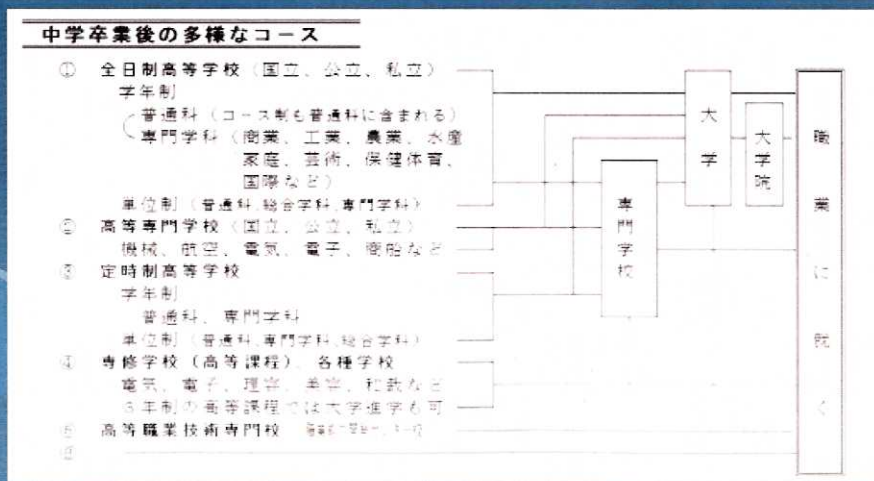 中学卒業後の多様なコース
① 全日制高等学校（国立、公立、私立）
学年制
普通科（コース制も普通科に含まれる）
専門学科（商業、工業、農業、水産
家庭、芸術、保健体育、
国際など）
単位制（普通科,総合学科,専門学科）
② 高等専門学校（国立、公立、私立）
機械、航空、電気、電子、商船など
③ 定時制高等学校
学年制
普通科、専門学科
単位制（普通科,専門学科,総合学科）
④ 専修学校（高等課程）、各種学校
電気、電子、理容、美容、和裁など
3年制の高等課程では大学進学も可
⑤ 高等職業技術専門校
⑥
専門学校
大学
大学院
職業に就く